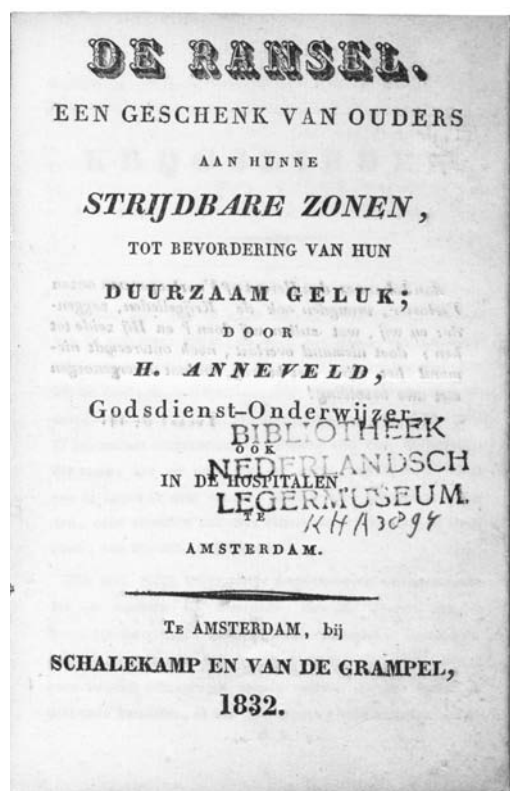 DE RANSEL.
EEN GESCHENK VAN OUDERS
AAN HUNNE
STRIJDBARE ZONEN,
TOT BEVORDERING VAN HUN
DUURZAAM GELUK;
DOOR
H. ANNEVELD,
Godsdienst-Onderwijzer
BIBLIOTHEEK
OOK
NEDERLANDSCH
IN DE HOSPITALEN
LEGERMUSEUM
TE
KHA 3094
AMSTERDAM.
TE AMSTERDAM, bij
SCHALEKAMP EN VAN DE GRAMPEL,
1832.